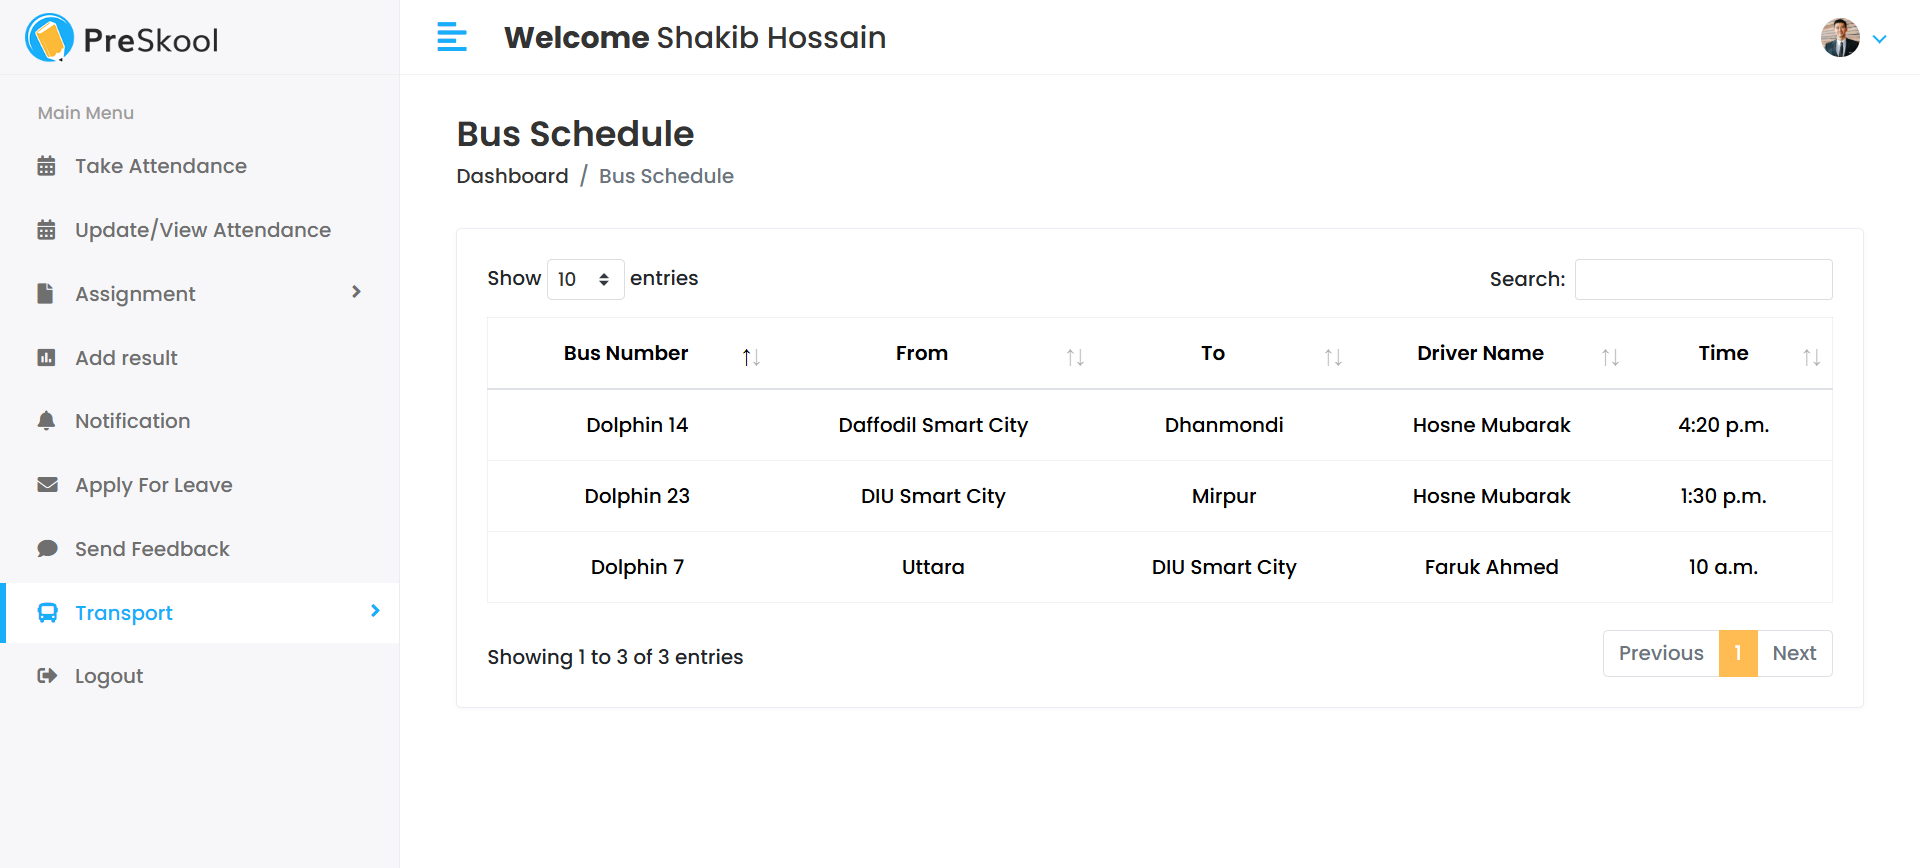 PreSkool
Welcome Shakib Hossain
Main Menu
Take Attendance
Update/View Attendance
Assignment
Add result
Notification
Apply For Leave
Send Feedback
Transport
Logout
Bus Schedule
Dashboard / Bus Schedule
Show 10 entries
Search:
Bus Number From To Driver Name Time
Dolphin 14 Daffodil Smart City Dhanmondi Hosne Mubarak 4:20 p.m.
Dolphin 23 DIU Smart City Mirpur Hosne Mubarak 1:30 p.m.
Dolphin 7 Uttara DIU Smart City Faruk Ahmed 10 a.m.
Showing 1 to 3 of 3 entries
Previous 1 Next